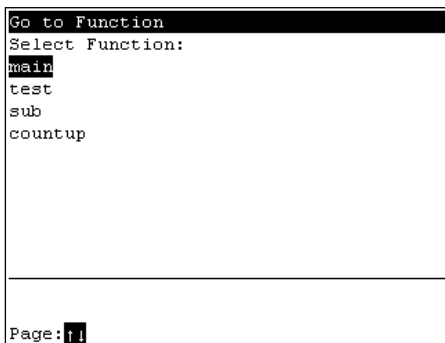 Go to Function
Select Function:
main
test
sub
countup
Page:↑↓